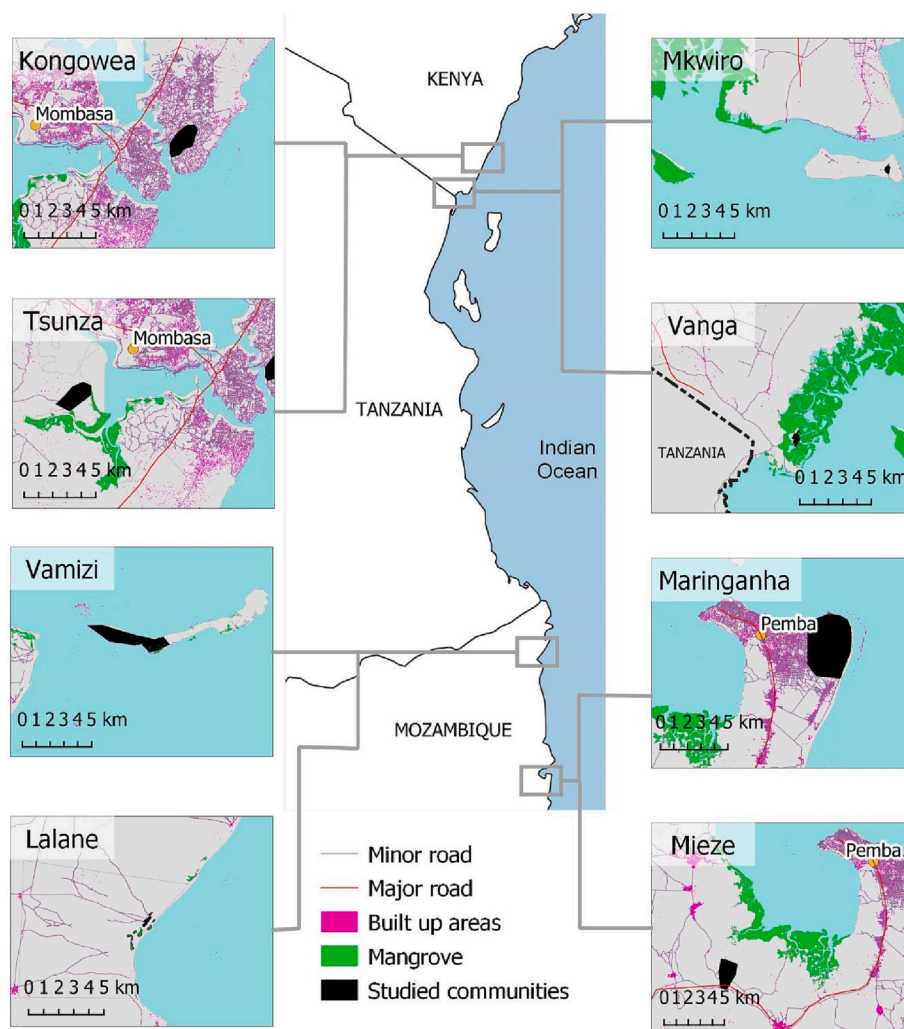 Kongowea
Mombasa
0 1 2 3 4 5 km
Tsunza
Mombasa
0 1 2 3 4 5 km
Vamizi
0 1 2 3 4 5 km
Lalane
0 1 2 3 4 5 km
KENYA
TANZANIA
Indian
Ocean
MOZAMBIQUE
Minor road
Major road
Built up areas
Mangrove
Studied communities
Mkwiro
0 1 2 3 4 5 km
Vanga
TANZANIA
0 1 2 3 4 5 km
Maringanha
Pemba
0 1 2 3 4 5 km
Mieze
Pemba
0 1 2 3 4 5 km